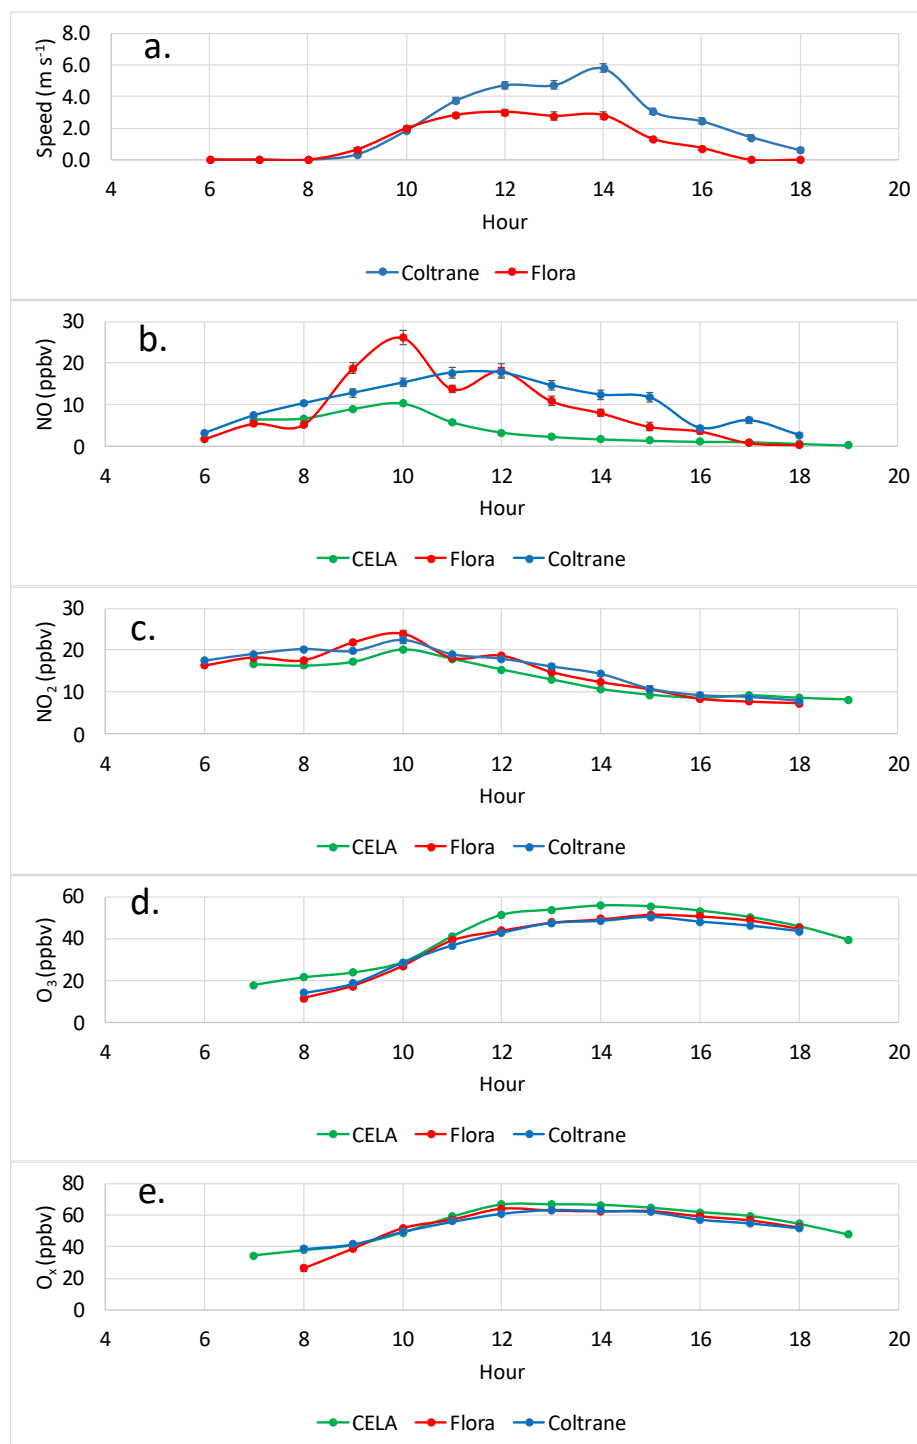 a.
Speed (m s⁻¹)
8.0
6.0
4.0
2.0
0.0
4 6 8 10 12 14 16 18 20
Hour
Coltrane Flora
b.
NO (ppbv)
30
20
10
0
4 6 8 10 12 14 16 18 20
Hour
CELA Flora Coltrane
c.
NO₂ (ppbv)
30
20
10
0
4 6 8 10 12 14 16 18 20
Hour
CELA Flora Coltrane
d.
O₃ (ppbv)
60
40
20
0
4 6 8 10 12 14 16 18 20
Hour
CELA Flora Coltrane
e.
Oₓ (ppbv)
80
60
40
20
0
4 6 8 10 12 14 16 18 20
Hour
CELA Flora Coltrane